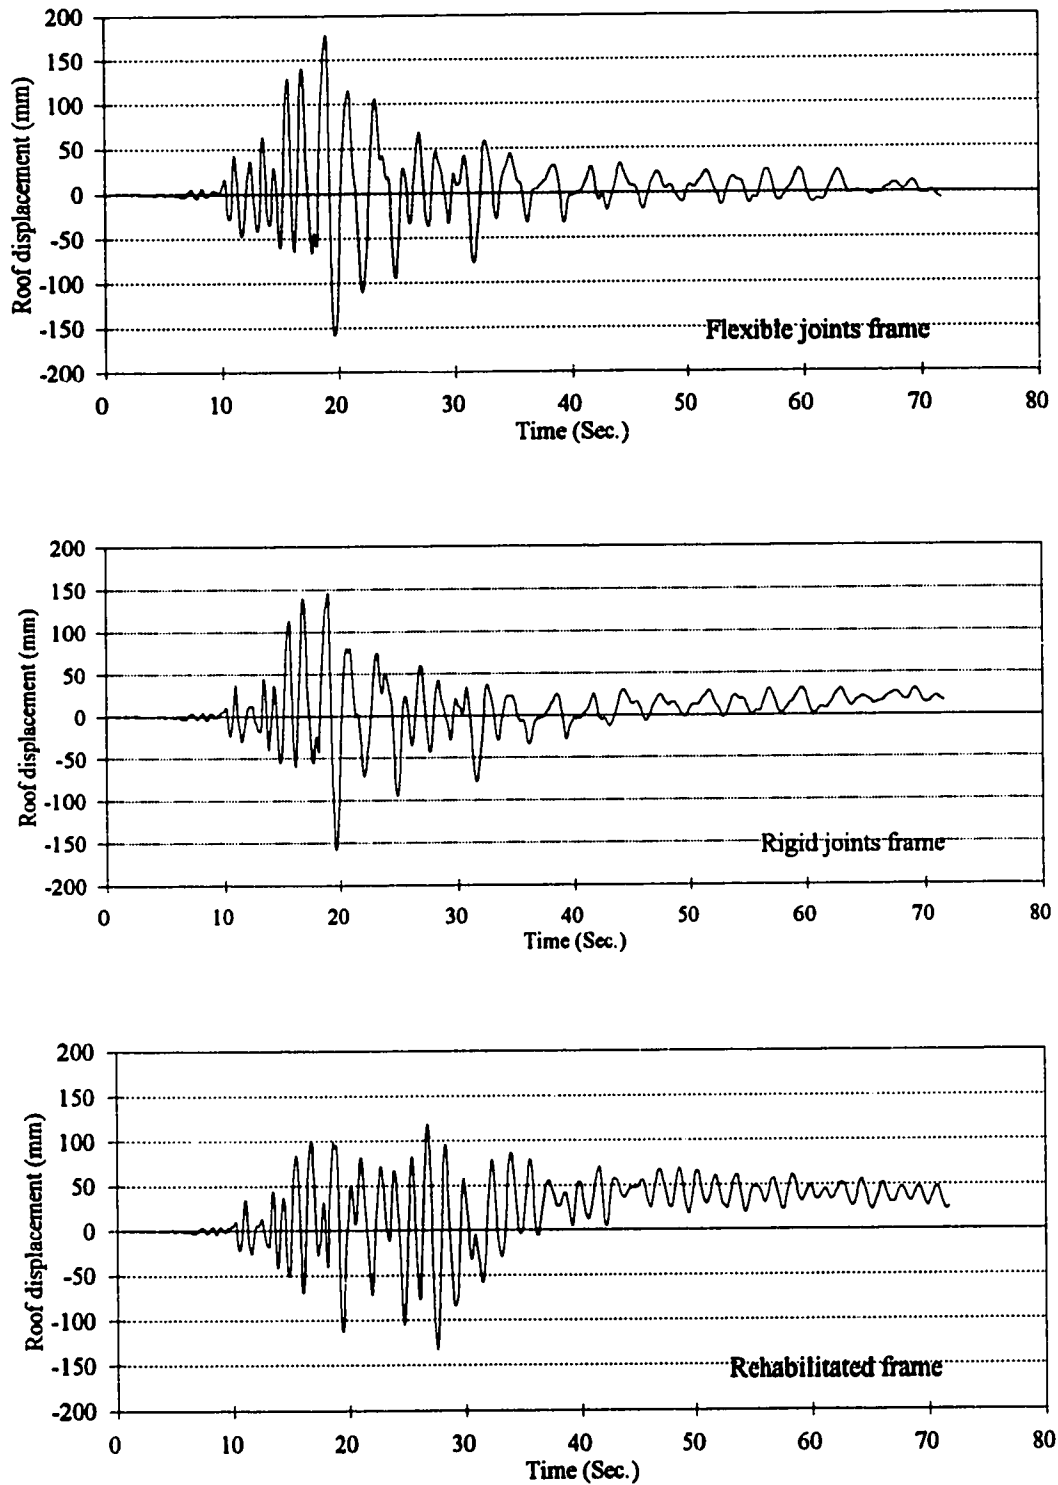 200
150
100
50
0
-50
-100
-150
-200
Roof displacement (mm)
Flexible joints frame
0 10 20 30 40 50 60 70 80
Time (Sec.)
200
150
100
50
0
-50
-100
-150
-200
Roof displacement (mm)
Rigid joints frame
0 10 20 30 40 50 60 70 80
Time (Sec.)
200
150
100
50
0
-50
-100
-150
-200
Roof displacement (mm)
Rehabilitated frame
0 10 20 30 40 50 60 70 80
Time (Sec.)